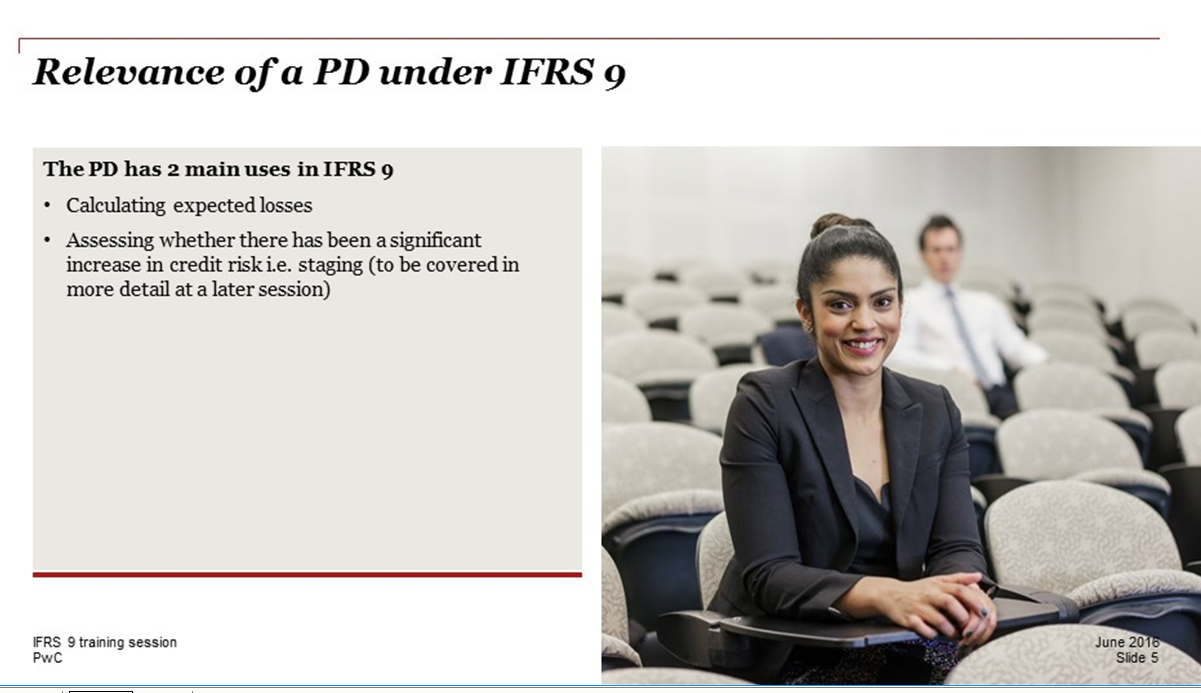 Relevance of a PD under IFRS 9
The PD has 2 main uses in IFRS 9
• Calculating expected losses
• Assessing whether there has been a significant
increase in credit risk i.e. staging (to be covered in
more detail at a later session)
IFRS 9 training session
PwC
June 2016
Slide 5